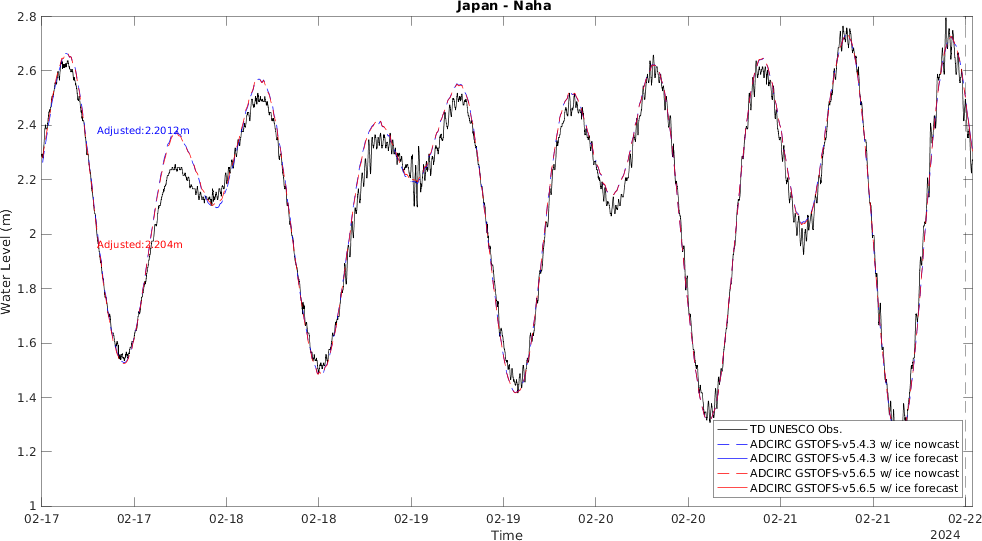 Japan - Naha
2.8
2.6
2.4
2.2
2
1.8
1.6
1.4
1.2
1
Water Level (m)
Adjusted:2.2012m
Adjusted:2.204m
TD UNESCO Obs.
ADCIRC GSTOFS-v5.4.3 w/ ice nowcast
ADCIRC GSTOFS-v5.4.3 w/ ice forecast
ADCIRC GSTOFS-v5.6.5 w/ ice nowcast
ADCIRC GSTOFS-v5.6.5 w/ ice forecast
02-17 02-17 02-18 02-18 02-19 02-19 02-20 02-20 02-21 02-21 02-22
Time
2024